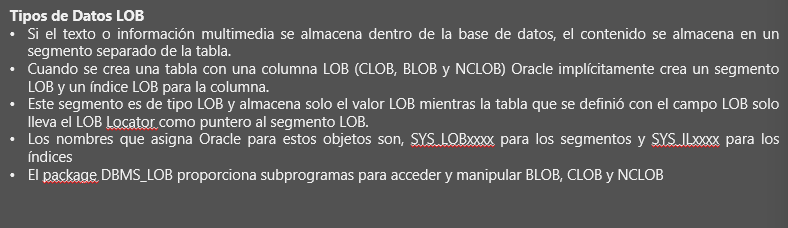 Tipos de Datos LOB
• Si el texto o información multimedia se almacena dentro de la base de datos, el contenido se almacena en un
segmento separado de la tabla.
• Cuando se crea una tabla con una columna LOB (CLOB, BLOB y NCLOB) Oracle implícitamente crea un segmento
LOB y un índice LOB para la columna.
• Este segmento es de tipo LOB y almacena solo el valor LOB mientras la tabla que se definió con el campo LOB solo
lleva el LOB Locator como puntero al segmento LOB.
• Los nombres que asigna Oracle para estos objetos son, SYS_LOBxxxx para los segmentos y SYS_ILxxxx para los
índices
• El package DBMS_LOB proporciona subprogramas para acceder y manipular BLOB, CLOB y NCLOB